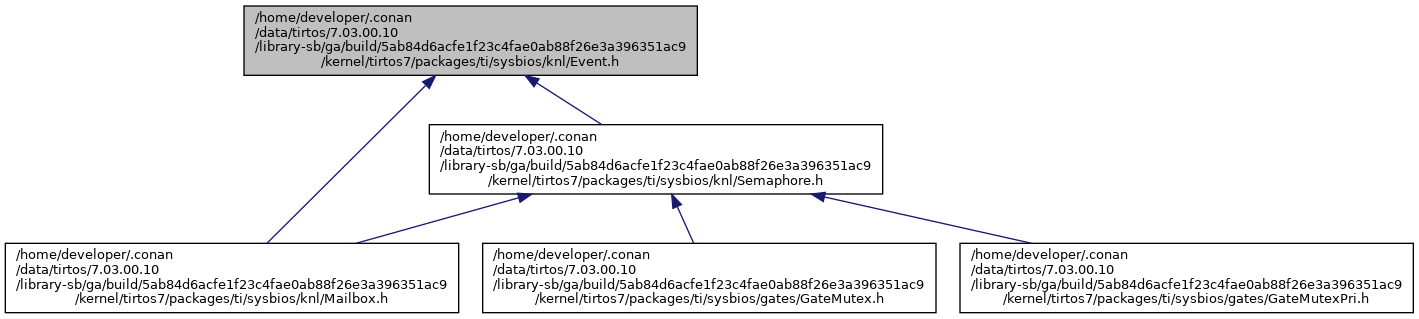 /home/developer/.conan
/data/tirtos/7.03.00.10
/library-sb/ga/build/5ab84d6acfe1f23c4fae0ab88f26e3a396351ac9
/kernel/tirtos7/packages/ti/sysbios/knl/Event.h
/home/developer/.conan
/data/tirtos/7.03.00.10
/library-sb/ga/build/5ab84d6acfe1f23c4fae0ab88f26e3a396351ac9
/kernel/tirtos7/packages/ti/sysbios/knl/Semaphore.h
/home/developer/.conan
/data/tirtos/7.03.00.10
/library-sb/ga/build/5ab84d6acfe1f23c4fae0ab88f26e3a396351ac9
/kernel/tirtos7/packages/ti/sysbios/knl/Mailbox.h
/home/developer/.conan
/data/tirtos/7.03.00.10
/library-sb/ga/build/5ab84d6acfe1f23c4fae0ab88f26e3a396351ac9
/kernel/tirtos7/packages/ti/sysbios/gates/GateMutex.h
/home/developer/.conan
/data/tirtos/7.03.00.10
/library-sb/ga/build/5ab84d6acfe1f23c4fae0ab88f26e3a396351ac9
/kernel/tirtos7/packages/ti/sysbios/gates/GateMutexPri.h